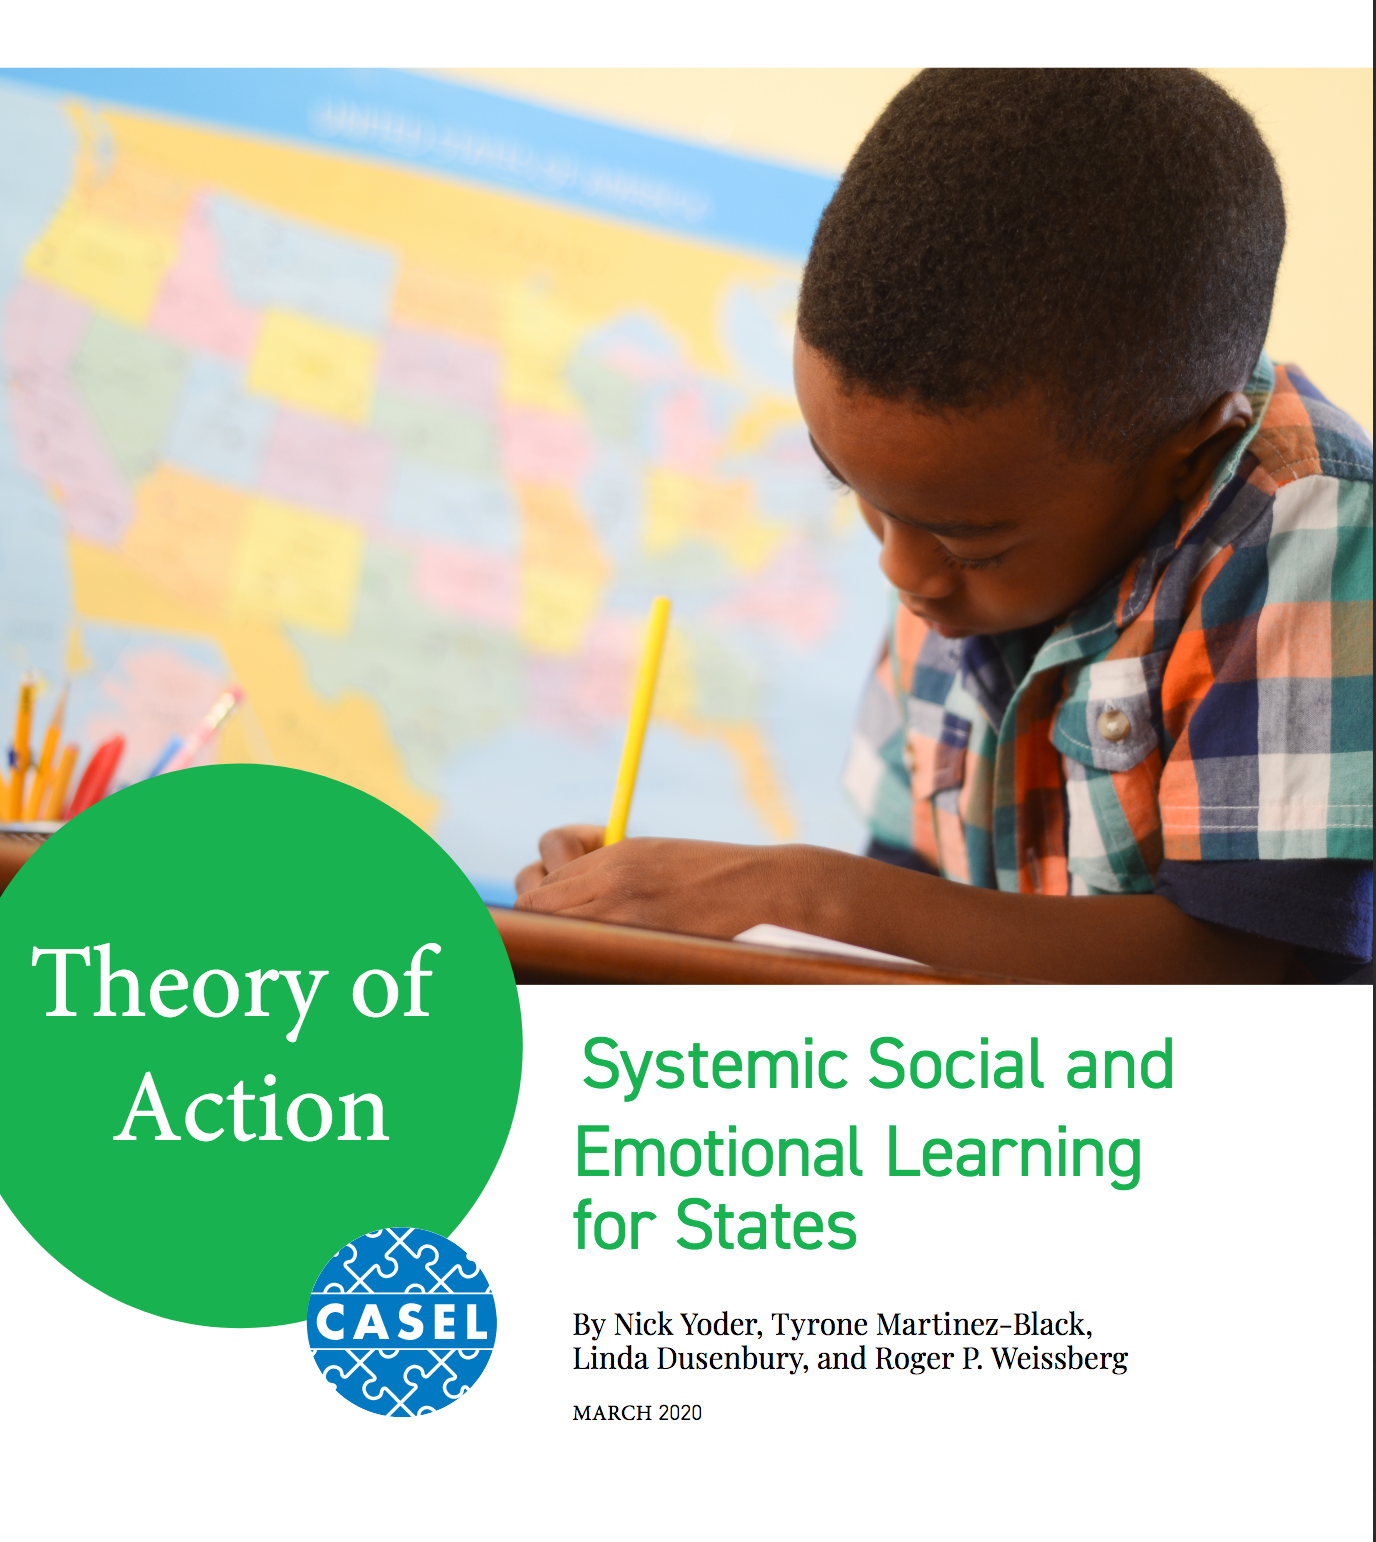 Theory of
Action
Systemic Social and
Emotional Learning
for States
CASEL
By Nick Yoder, Tyrone Martinez-Black,
Linda Dusenbury, and Roger P. Weissberg
MARCH 2020